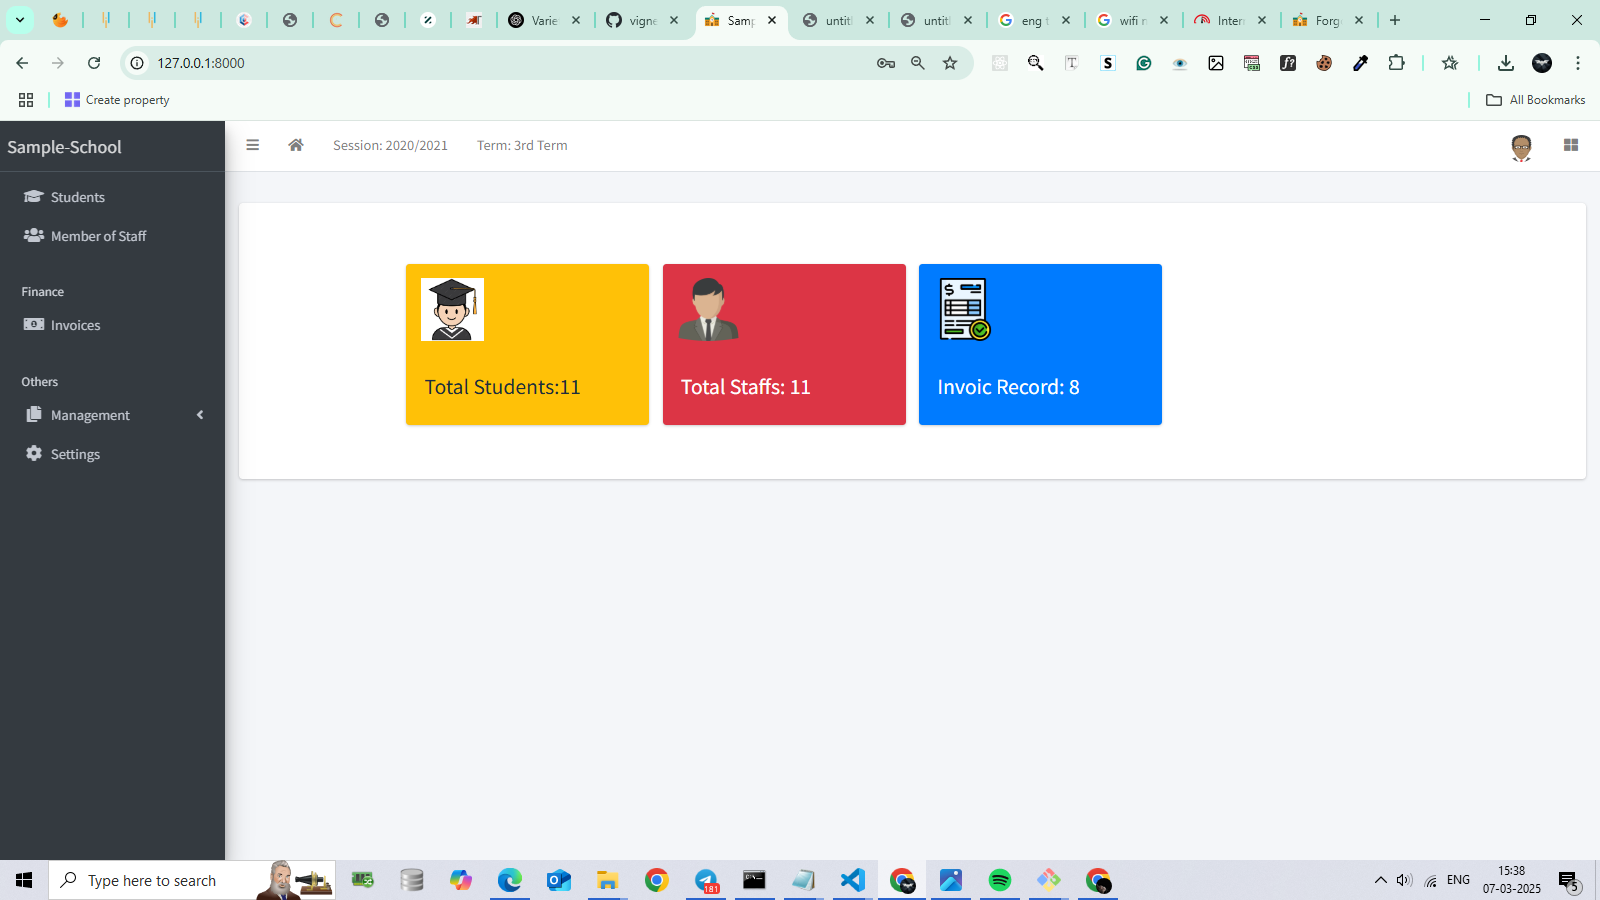 Varie
vigne
Samp
untitl
untitl
eng t
wifi n
Inter
Forg
127.0.0.1:8000
Create property
All Bookmarks
Sample-School
Session: 2020/2021
Term: 3rd Term
Students
Member of Staff
Finance
Invoices
Others
Management
Settings
Total Students:11
Total Staffs: 11
Invoic Record: 8
Type here to search
181
ENG
15:38
07-03-2025
5